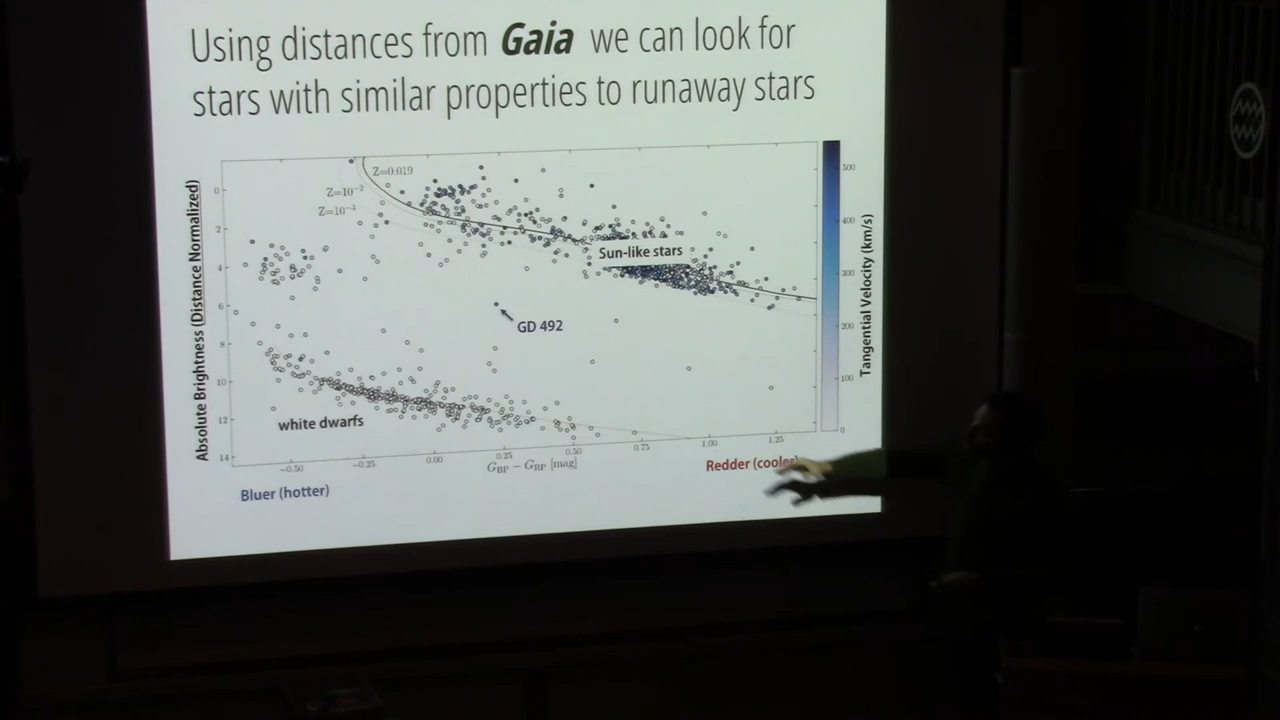 Using distances from Gaia we can look for
stars with similar properties to runaway stars
Absolute Brightness (Distance Normalized)
0
2
4
6
8
10
12
14
Z=0.019
Z=10⁻²
Z=10⁻³
Sun-like stars
GD 492
white dwarfs
−0.50
−0.25
0.00
0.25
0.50
0.75
1.00
1.25
G_BP − G_RP [mag]
Bluer (hotter)
Redder (cooler)
500
400
300
200
100
0
Tangential Velocity (km/s)